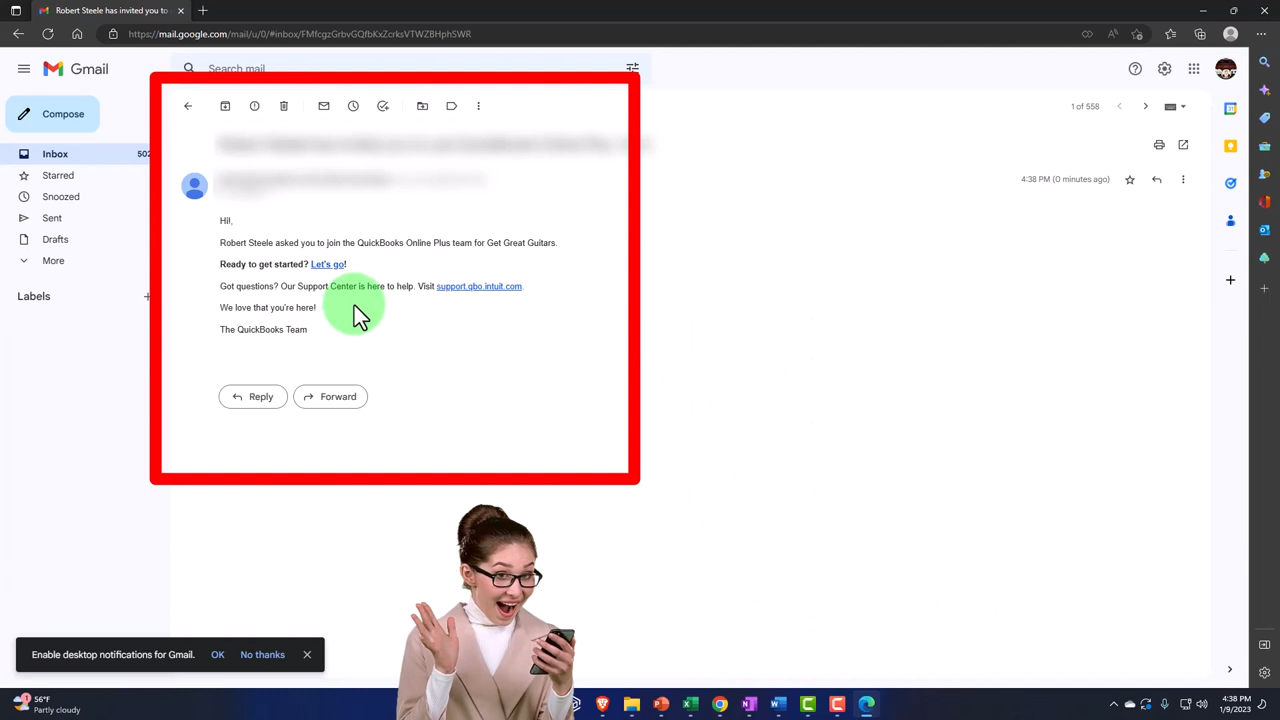 Robert Steele has invited you to
https://mail.google.com/mail/u/0/#inbox/FMfcgzGrbvGQfbKxZcrksVTWZBHphSWR
Gmail
Search mail
Compose
1 of 558
Inbox 502
Starred
Snoozed
Sent
Drafts
More
Labels
4:38 PM (0 minutes ago)
Hi!,
Robert Steele asked you to join the QuickBooks Online Plus team for Get Great Guitars.
Ready to get started? Let's go!
Got questions? Our Support Center is here to help. Visit support.qbo.intuit.com.
We love that you're here!
The QuickBooks Team
Reply Forward
Enable desktop notifications for Gmail. OK No thanks
56°F
Partly cloudy
4:38 PM
1/9/2023